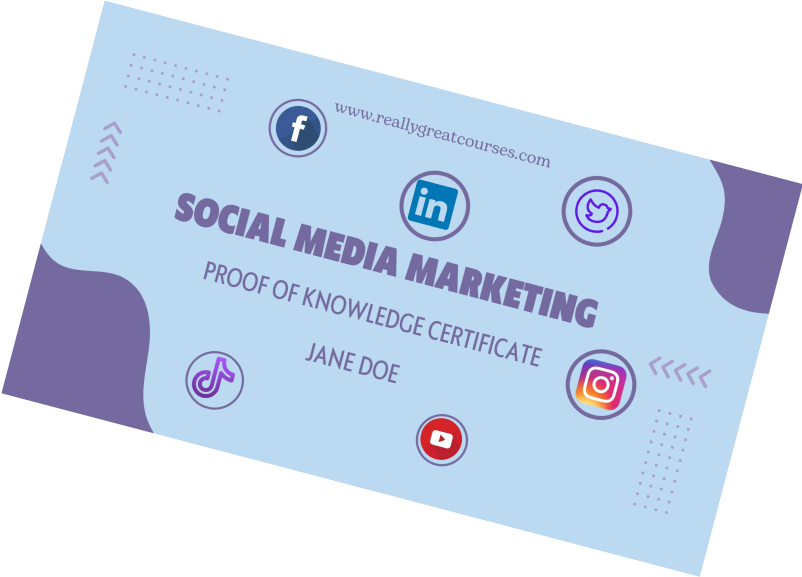 www.reallygreatcourses.com
SOCIAL MEDIA MARKETING
PROOF OF KNOWLEDGE CERTIFICATE
JANE DOE